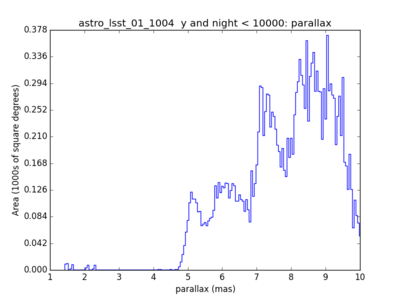 astro_lsst_01_1004 y and night < 10000: parallax
0.378
0.336
0.294
0.252
0.210
0.168
0.126
0.084
0.042
0.000
Area (1000s of square degrees)
1 2 3 4 5 6 7 8 9 10
parallax (mas)